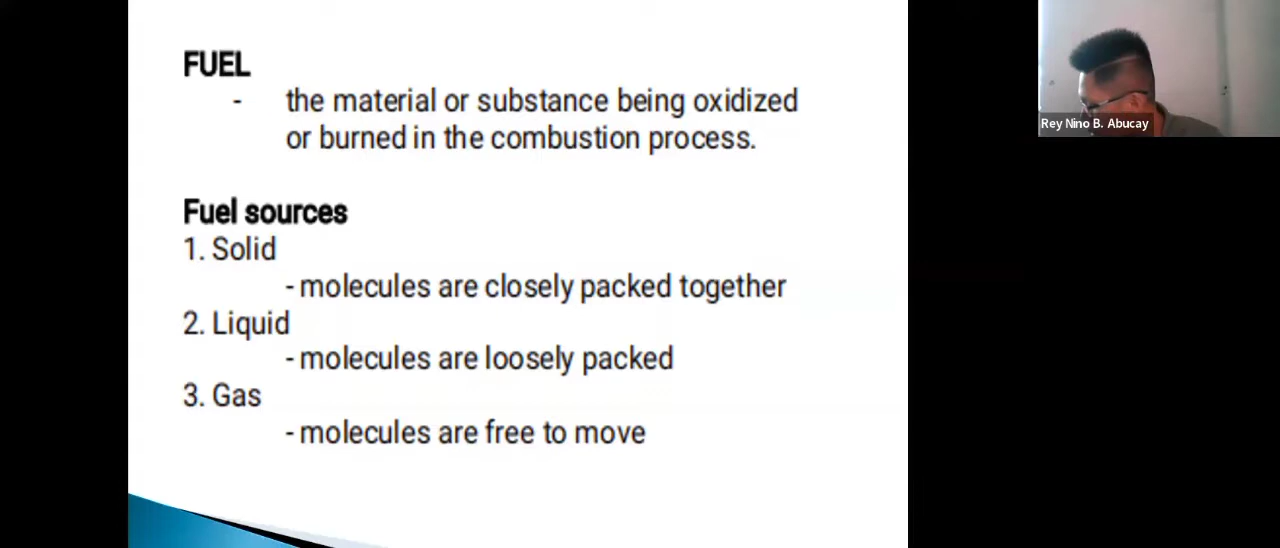 FUEL
- the material or substance being oxidized
or burned in the combustion process.
Fuel sources
1. Solid
- molecules are closely packed together
2. Liquid
- molecules are loosely packed
3. Gas
- molecules are free to move
Rey Nino B. Abucay